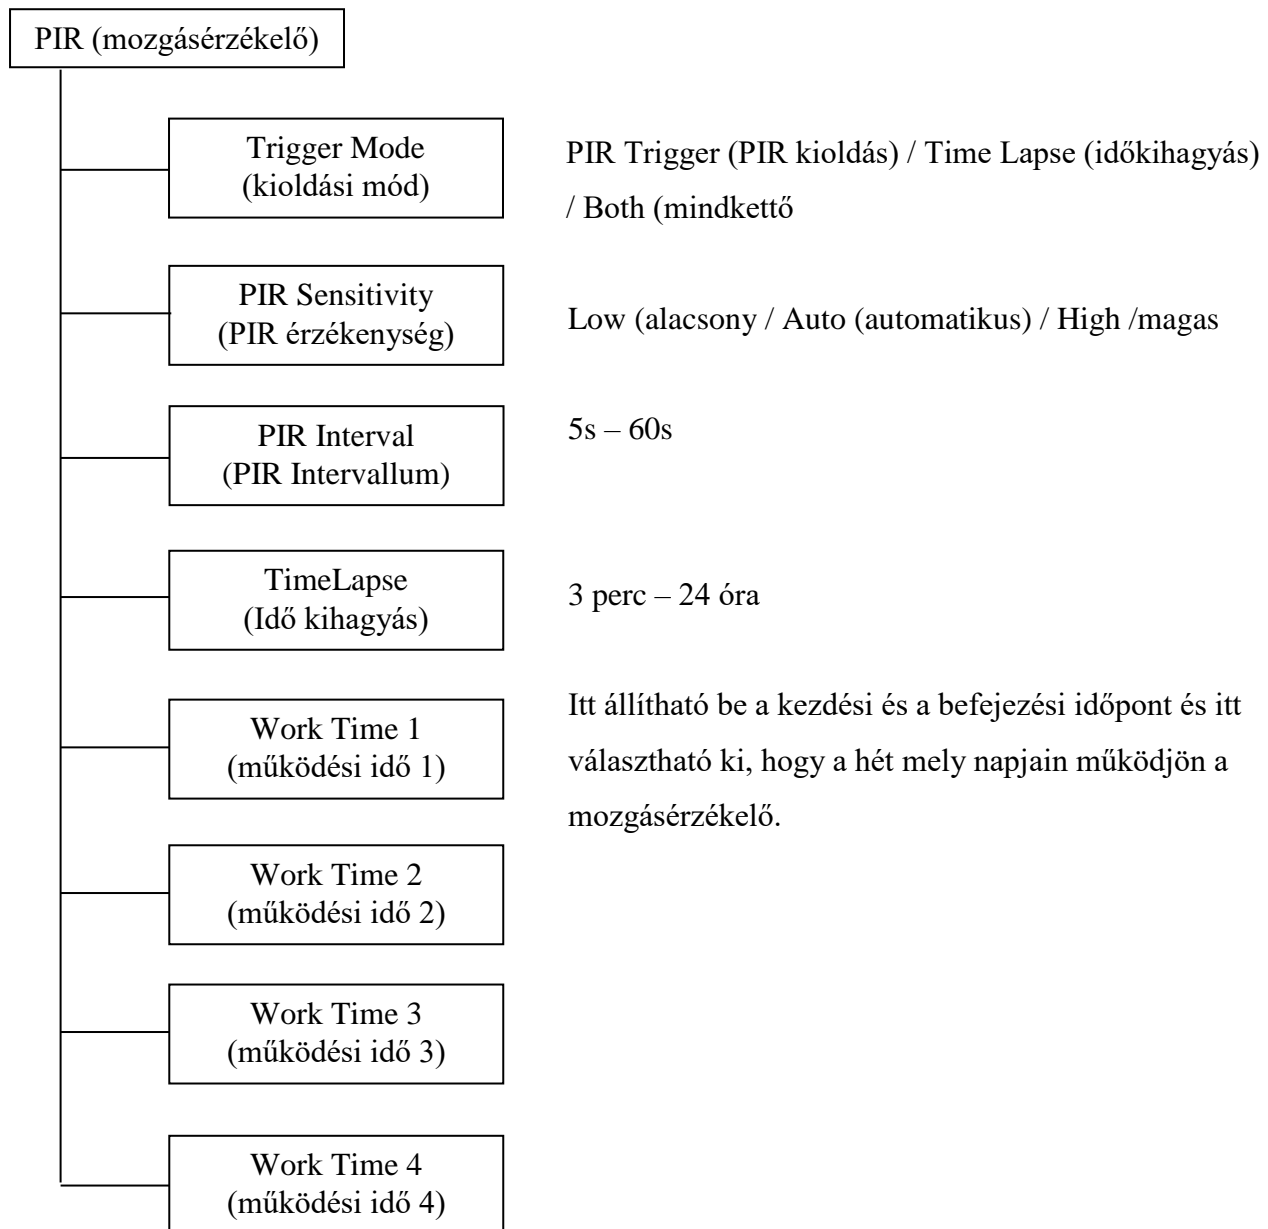 PIR (mozgásérzékelő)
Trigger Mode
(kioldási mód)
PIR Trigger (PIR kioldás) / Time Lapse (időkihagyás)
/ Both (mindkettő
PIR Sensitivity
(PIR érzékenység)
Low (alacsony / Auto (automatikus) / High /magas
PIR Interval
(PIR Intervallum)
5s – 60s
TimeLapse
(Idő kihagyás)
3 perc – 24 óra
Work Time 1
(működési idő 1)
Itt állítható be a kezdési és a befejezési időpont és itt
választható ki, hogy a hét mely napjain működjön a
mozgásérzékelő.
Work Time 2
(működési idő 2)
Work Time 3
(működési idő 3)
Work Time 4
(működési idő 4)